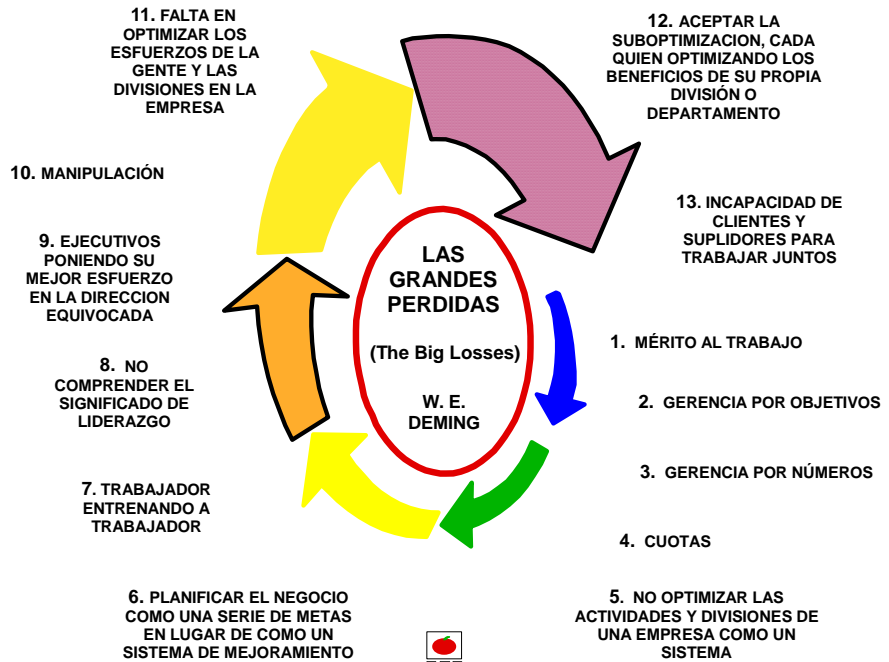 11. FALTA EN
OPTIMIZAR LOS
ESFUERZOS DE LA
GENTE Y LAS
DIVISIONES EN LA
EMPRESA
12. ACEPTAR LA
SUBOPTIMIZACION, CADA
QUIEN OPTIMIZANDO LOS
BENEFICIOS DE SU PROPIA
DIVISIÓN O
DEPARTAMENTO
10. MANIPULACIÓN
13. INCAPACIDAD DE
CLIENTES Y
SUPLIDORES PARA
TRABAJAR JUNTOS
9. EJECUTIVOS
PONIENDO SU
MEJOR ESFUERZO
EN LA DIRECCION
EQUIVOCADA
LAS
GRANDES
PERDIDAS
(The Big Losses)
W. E.
DEMING
1. MÉRITO AL TRABAJO
8. NO
COMPRENDER EL
SIGNIFICADO DE
LIDERAZGO
2. GERENCIA POR OBJETIVOS
3. GERENCIA POR NÚMEROS
7. TRABAJADOR
ENTRENANDO A
TRABAJADOR
4. CUOTAS
6. PLANIFICAR EL NEGOCIO
COMO UNA SERIE DE METAS
EN LUGAR DE COMO UN
SISTEMA DE MEJORAMIENTO
5. NO OPTIMIZAR LAS
ACTIVIDADES Y DIVISIONES DE
UNA EMPRESA COMO UN
SISTEMA